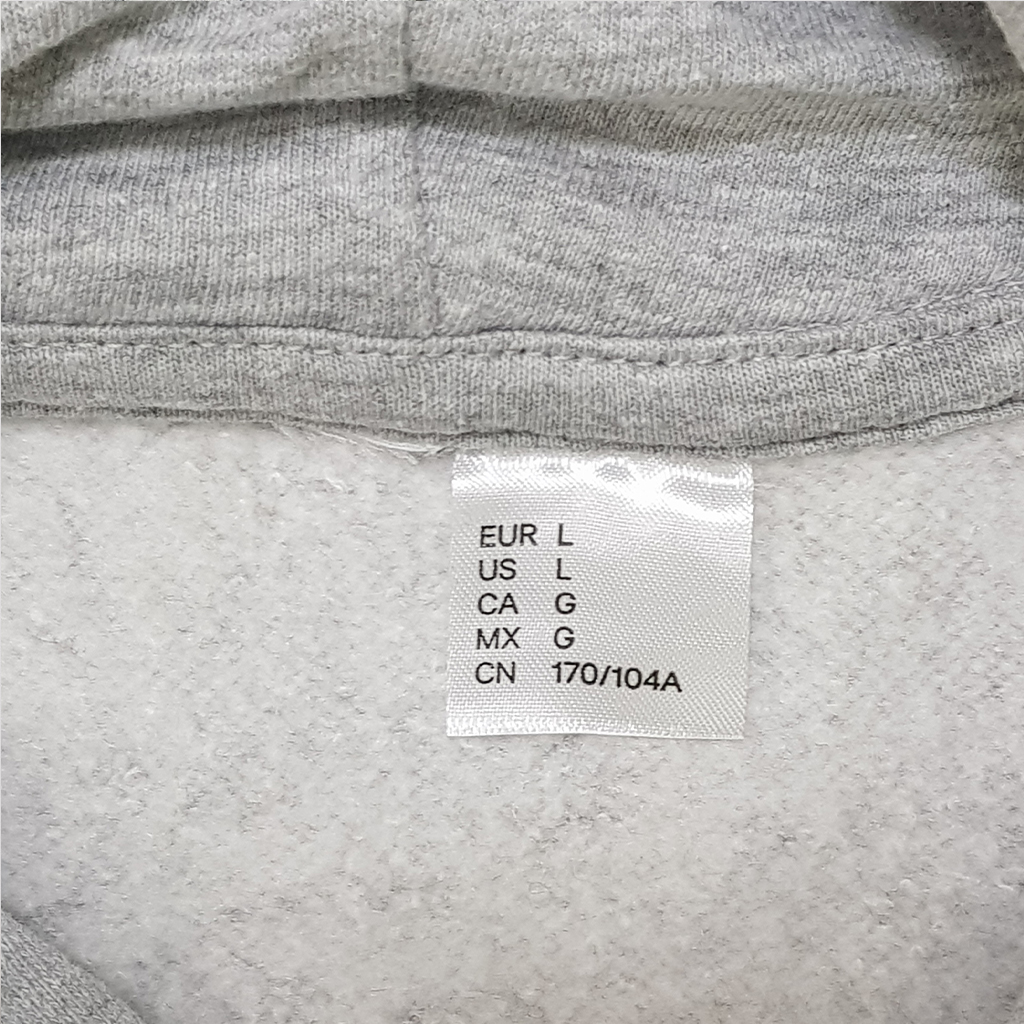 EUR L
US L
CA G
MX G
CN 170/104A